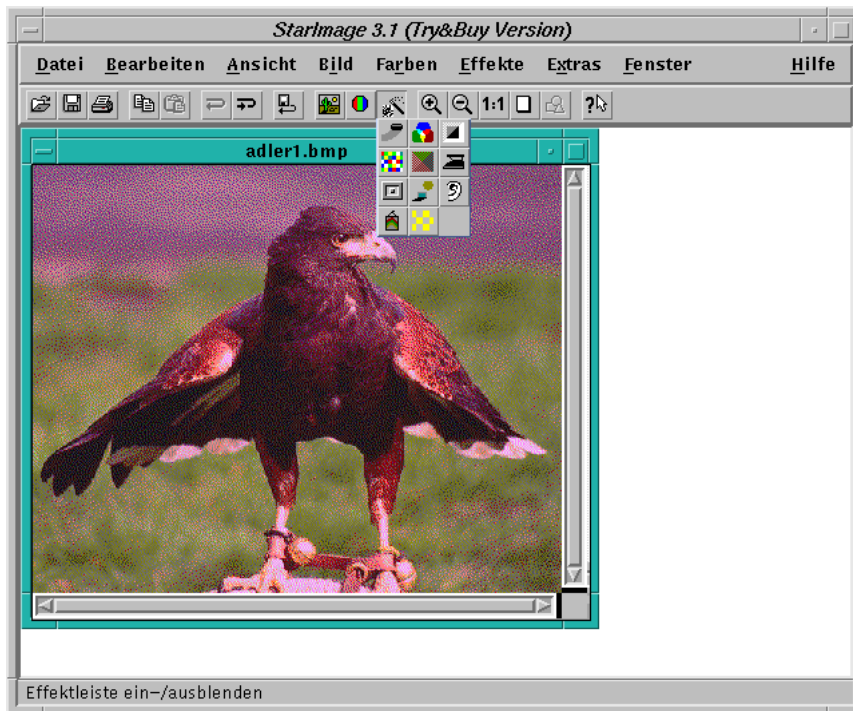 StarImage 3.1 (Try&Buy Version)
Datei Bearbeiten Ansicht Bild Farben Effekte Extras Fenster Hilfe
1:1 ?
adler1.bmp
Effektleiste ein-/ausblenden